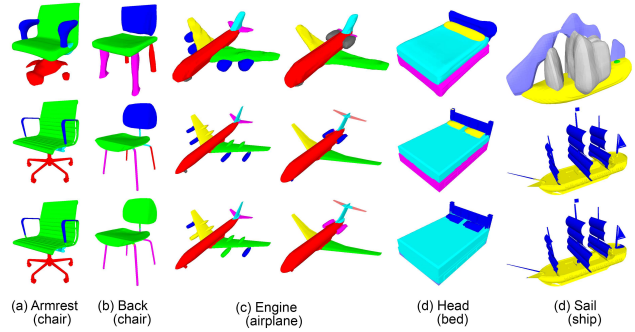 (a) Armrest (b) Back (c) Engine (d) Head (d) Sail
(chair) (chair) (airplane) (bed) (ship)